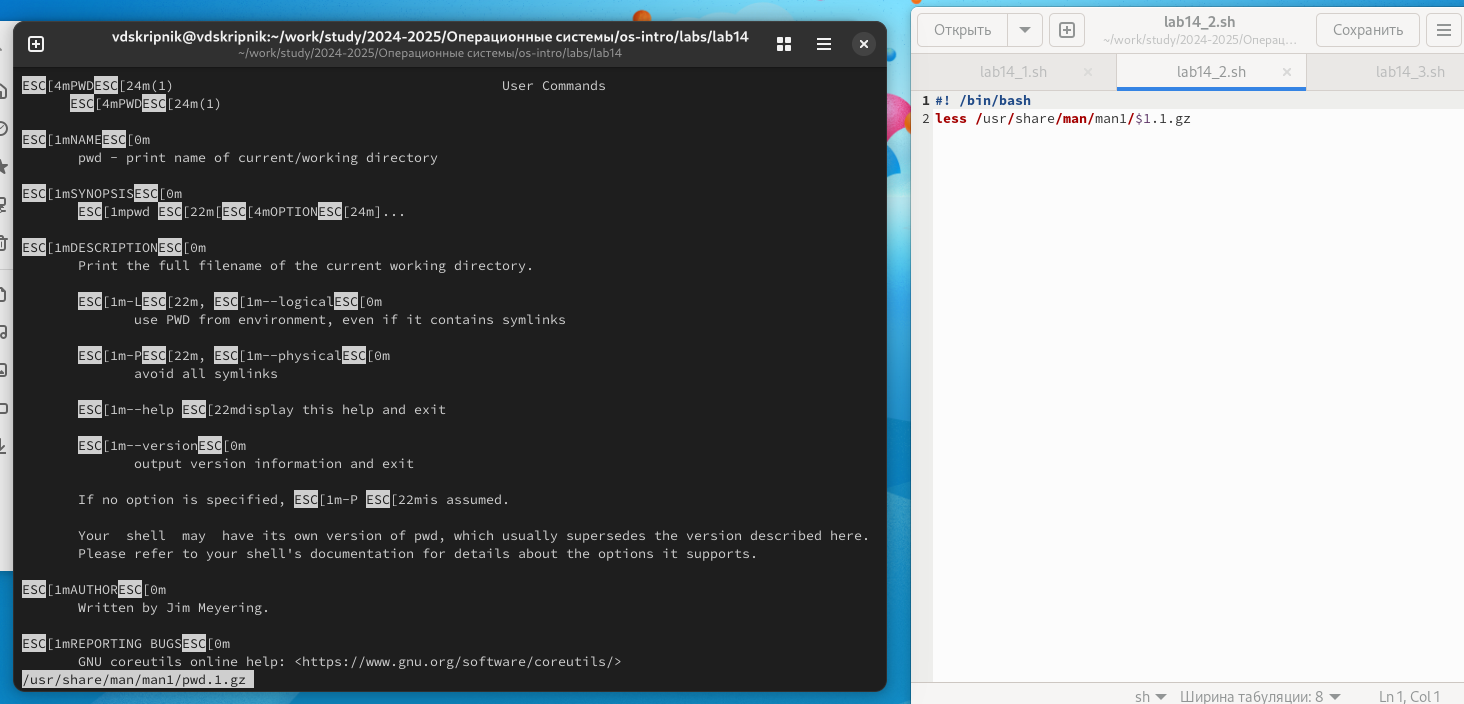 vdskripnik@vdskripnik:~/work/study/2024-2025/Операционные системы/os-intro/labs/lab14
~/work/study/2024-2025/Операционные системы/os-intro/labs/lab14
ESC[4mPWDESC[24m(1) User Commands
ESC[4mPWDESC[24m(1)
ESC[1mNAMEESC[0m
pwd - print name of current/working directory
ESC[1mSYNOPSISESC[0m
ESC[1mpwd ESC[22m[ESC[4mOPTIONESC[24m]...
ESC[1mDESCRIPTIONESC[0m
Print the full filename of the current working directory.
ESC[1m-LESC[22m, ESC[1m--logicalESC[0m
use PWD from environment, even if it contains symlinks
ESC[1m-PESC[22m, ESC[1m--physicalESC[0m
avoid all symlinks
ESC[1m--help ESC[22mdisplay this help and exit
ESC[1m--versionESC[0m
output version information and exit
If no option is specified, ESC[1m-P ESC[22mis assumed.
Your shell may have its own version of pwd, which usually supersedes the version described here.
Please refer to your shell's documentation for details about the options it supports.
ESC[1mAUTHORESC[0m
Written by Jim Meyering.
ESC[1mREPORTING BUGSESC[0m
GNU coreutils online help: <https://www.gnu.org/software/coreutils/>
/usr/share/man/man1/pwd.1.gz
Открыть
lab14_2.sh
~/work/study/2024-2025/Операц...
Сохранить
lab14_1.sh
lab14_2.sh
lab14_3.sh
1 #! /bin/bash
2 less /usr/share/man/man1/$1.1.gz
sh
Ширина табуляции: 8
Ln 1, Col 1